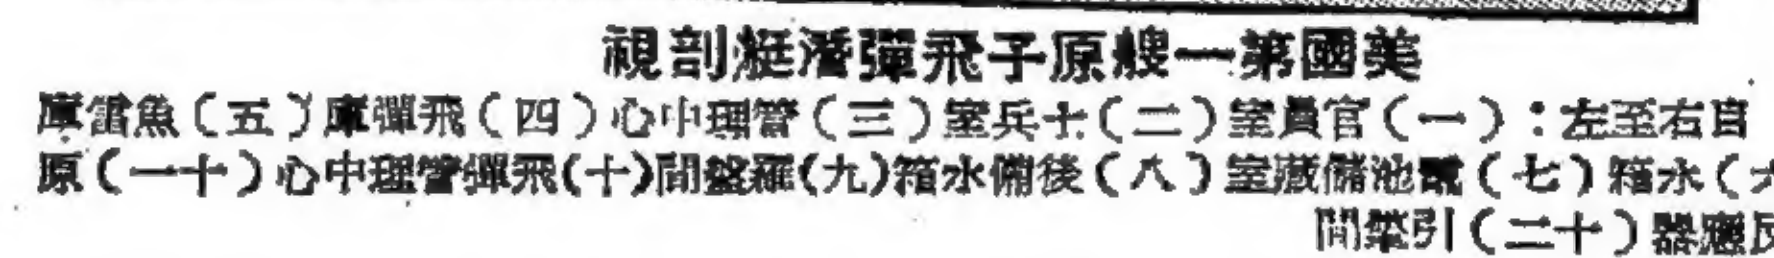 美國第一艘原子飛彈潛艇剖視
自右至左：（一）官員室（二）士兵室（三）管理中心（四）飛彈庫（五）魚雷庫
（六）水箱（七）電池儲藏室（八）後備水箱（九）羅盤間（十）飛彈管理中心（十一）原
反應器（十二）引擎間